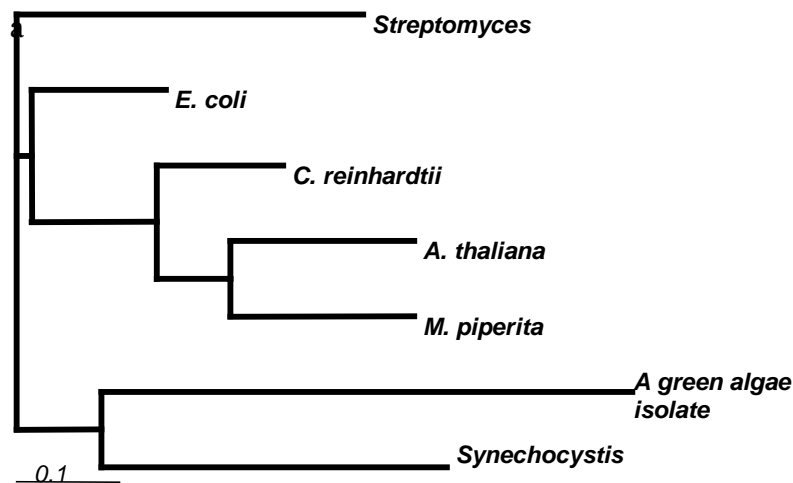 a
Streptomyces
E. coli
C. reinhardtii
A. thaliana
M. piperita
A green algae
isolate
Synechocystis
0.1